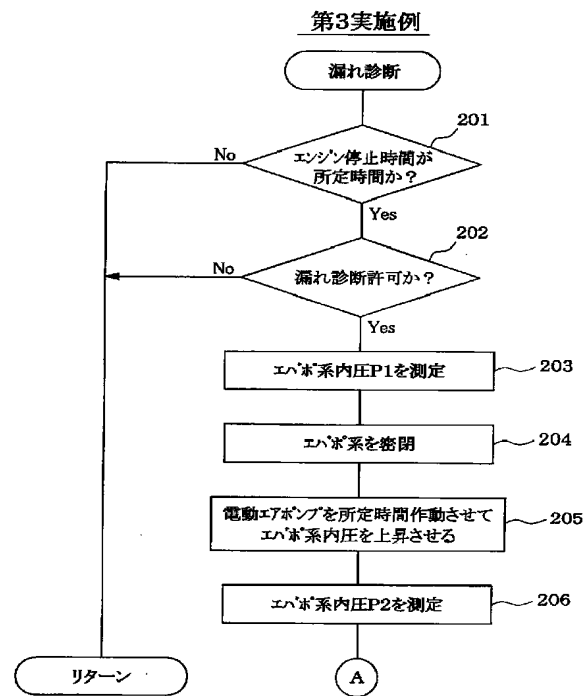 第3実施例
漏れ診断
201
エンジン停止時間が
所定時間か？
No
Yes
202
漏れ診断許可か？
No
Yes
エバポ系内圧P1を測定
203
エバポ系を密閉
204
電動エアポンプを所定時間作動させて
エバポ系内圧を上昇させる
205
エバポ系内圧P2を測定
206
リターン
A